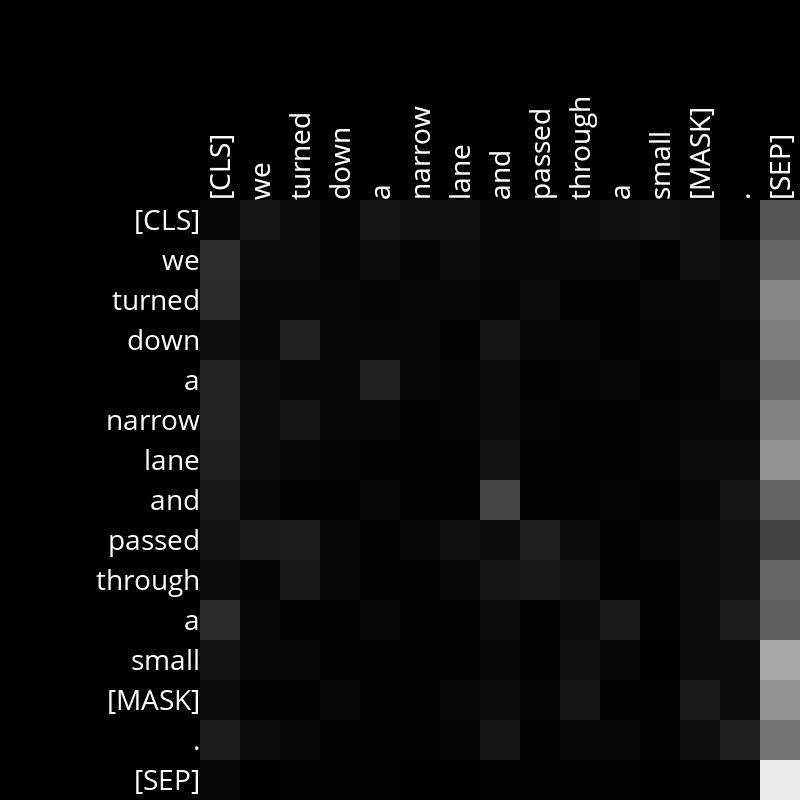 [CLS] we turned down a narrow lane and passed through a small [MASK] . [SEP]
[CLS]
we
turned
down
a
narrow
lane
and
passed
through
a
small
[MASK]
.
[SEP]